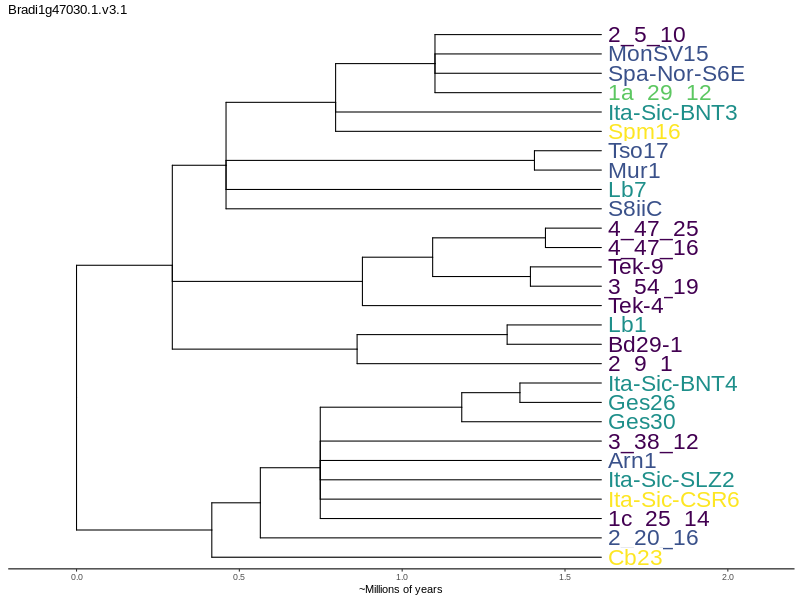 Bradi1g47030.1.v3.1
2_5_10
MonSV15
Spa-Nor-S6E
1a_29_12
Ita-Sic-BNT3
Spm16
Tso17
Mur1
Lb7
S8iiC
4_47_25
4_47_16
Tek-9
3_54_19
Tek-4
Lb1
Bd29-1
2_9_1
Ita-Sic-BNT4
Ges26
Ges30
3_38_12
Arn1
Ita-Sic-SLZ2
Ita-Sic-CSR6
1c_25_14
2_20_16
Cb23
0.0 0.5 1.0 1.5 2.0
~Millions of years